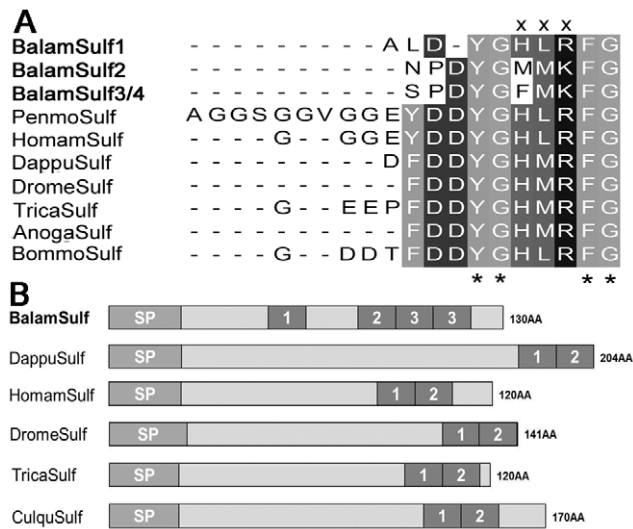 A
x x x
BalamSulf1 - - - - - - - - - A L D - Y G H L R F G
BalamSulf2 - - - - - - - - - - N P D Y G M M K F G
BalamSulf3/4 - - - - - - - - - - S P D Y G F M K F G
PenmoSulf A G G S G G V G G E Y D D Y G H L R F G
HomamSulf - - - - G - - G G E Y D D Y G H L R F G
DappuSulf - - - - - - - - - D F D D Y G H M R F G
DromeSulf - - - - - - - - - - F D D Y G H M R F G
TricaSulf - - - - G - - E E P F D D Y G H M R F G
AnogaSulf - - - - - - - - - - F D D Y G H M R F G
BommoSulf - - - - G - - D D T F D D Y G H L R F G
* * * *
B
BalamSulf SP 1 2 3 3 130AA
DappuSulf SP 1 2 204AA
HomamSulf SP 1 2 120AA
DromeSulf SP 1 2 141AA
TricaSulf SP 1 2 120AA
CulquSulf SP 1 2 170AA